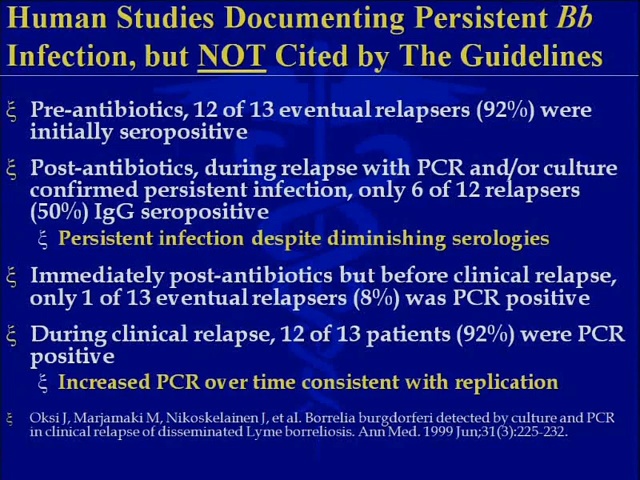 Human Studies Documenting Persistent Bb
Infection, but NOT Cited by The Guidelines
ξ Pre-antibiotics, 12 of 13 eventual relapsers (92%) were
initially seropositive
ξ Post-antibiotics, during relapse with PCR and/or culture
confirmed persistent infection, only 6 of 12 relapsers
(50%) IgG seropositive
ξ Persistent infection despite diminishing serologies
ξ Immediately post-antibiotics but before clinical relapse,
only 1 of 13 eventual relapsers (8%) was PCR positive
ξ During clinical relapse, 12 of 13 patients (92%) were PCR
positive
ξ Increased PCR over time consistent with replication
ξ Oksi J, Marjamaki M, Nikoskelainen J, et al. Borrelia burgdorferi detected by culture and PCR
in clinical relapse of disseminated Lyme borreliosis. Ann Med. 1999 Jun;31(3):225-232.